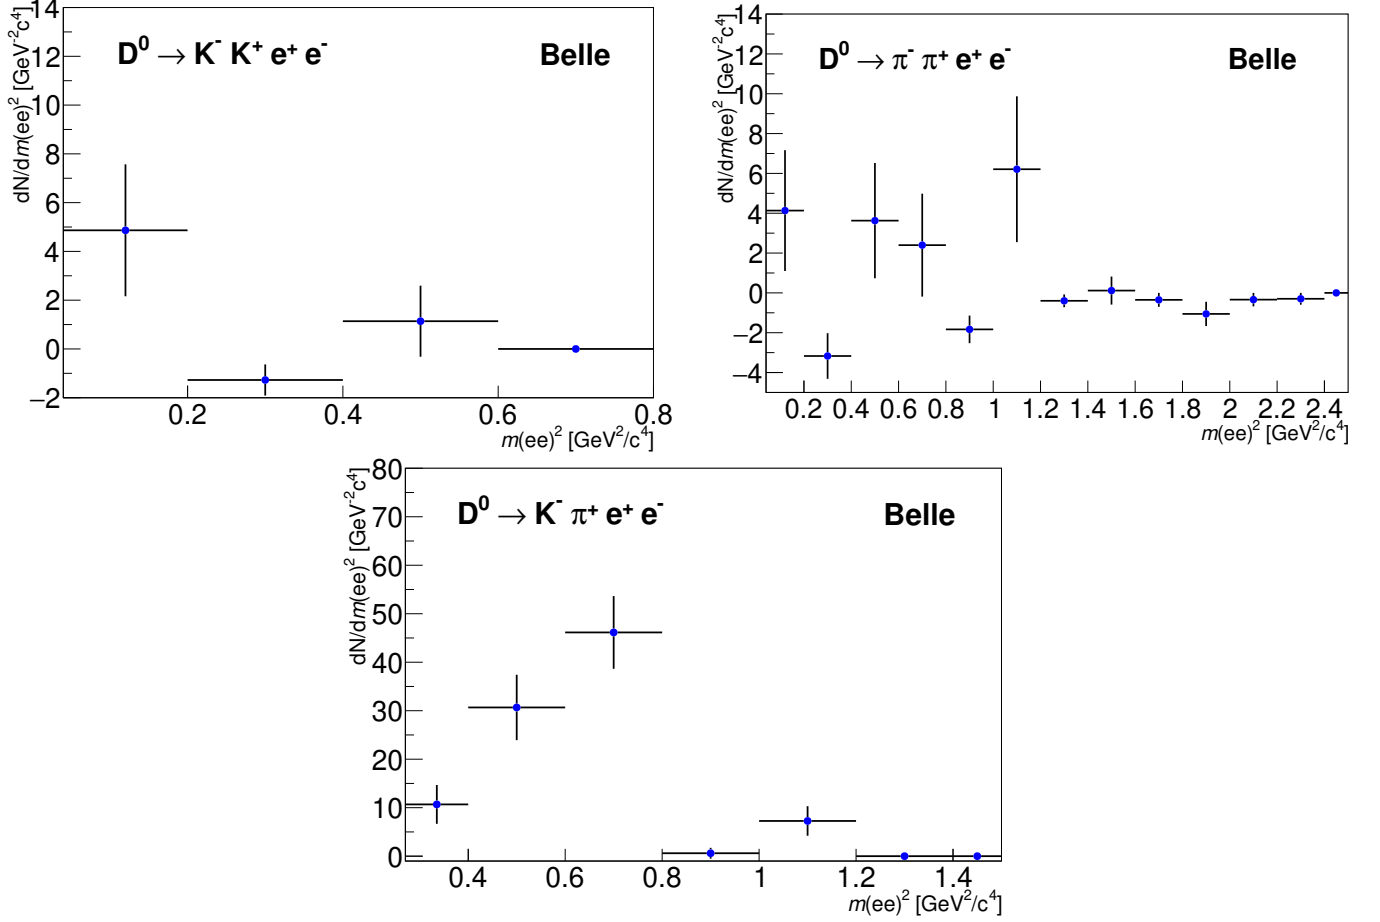 D⁰ → K⁻ K⁺ e⁺ e⁻
Belle
dN/dm(ee)² [GeV⁻²c⁴]
14
12
10
8
6
4
2
0
−2
0.2 0.4 0.6 0.8
m(ee)² [GeV²/c⁴]
D⁰ → π⁻ π⁺ e⁺ e⁻
Belle
dN/dm(ee)² [GeV⁻²c⁴]
14
12
10
8
6
4
2
0
−2
−4
0.2 0.4 0.6 0.8 1 1.2 1.4 1.6 1.8 2 2.2 2.4
m(ee)² [GeV²/c⁴]
D⁰ → K⁻ π⁺ e⁺ e⁻
Belle
dN/dm(ee)² [GeV⁻²c⁴]
80
70
60
50
40
30
20
10
0
0.4 0.6 0.8 1 1.2 1.4
m(ee)² [GeV²/c⁴]